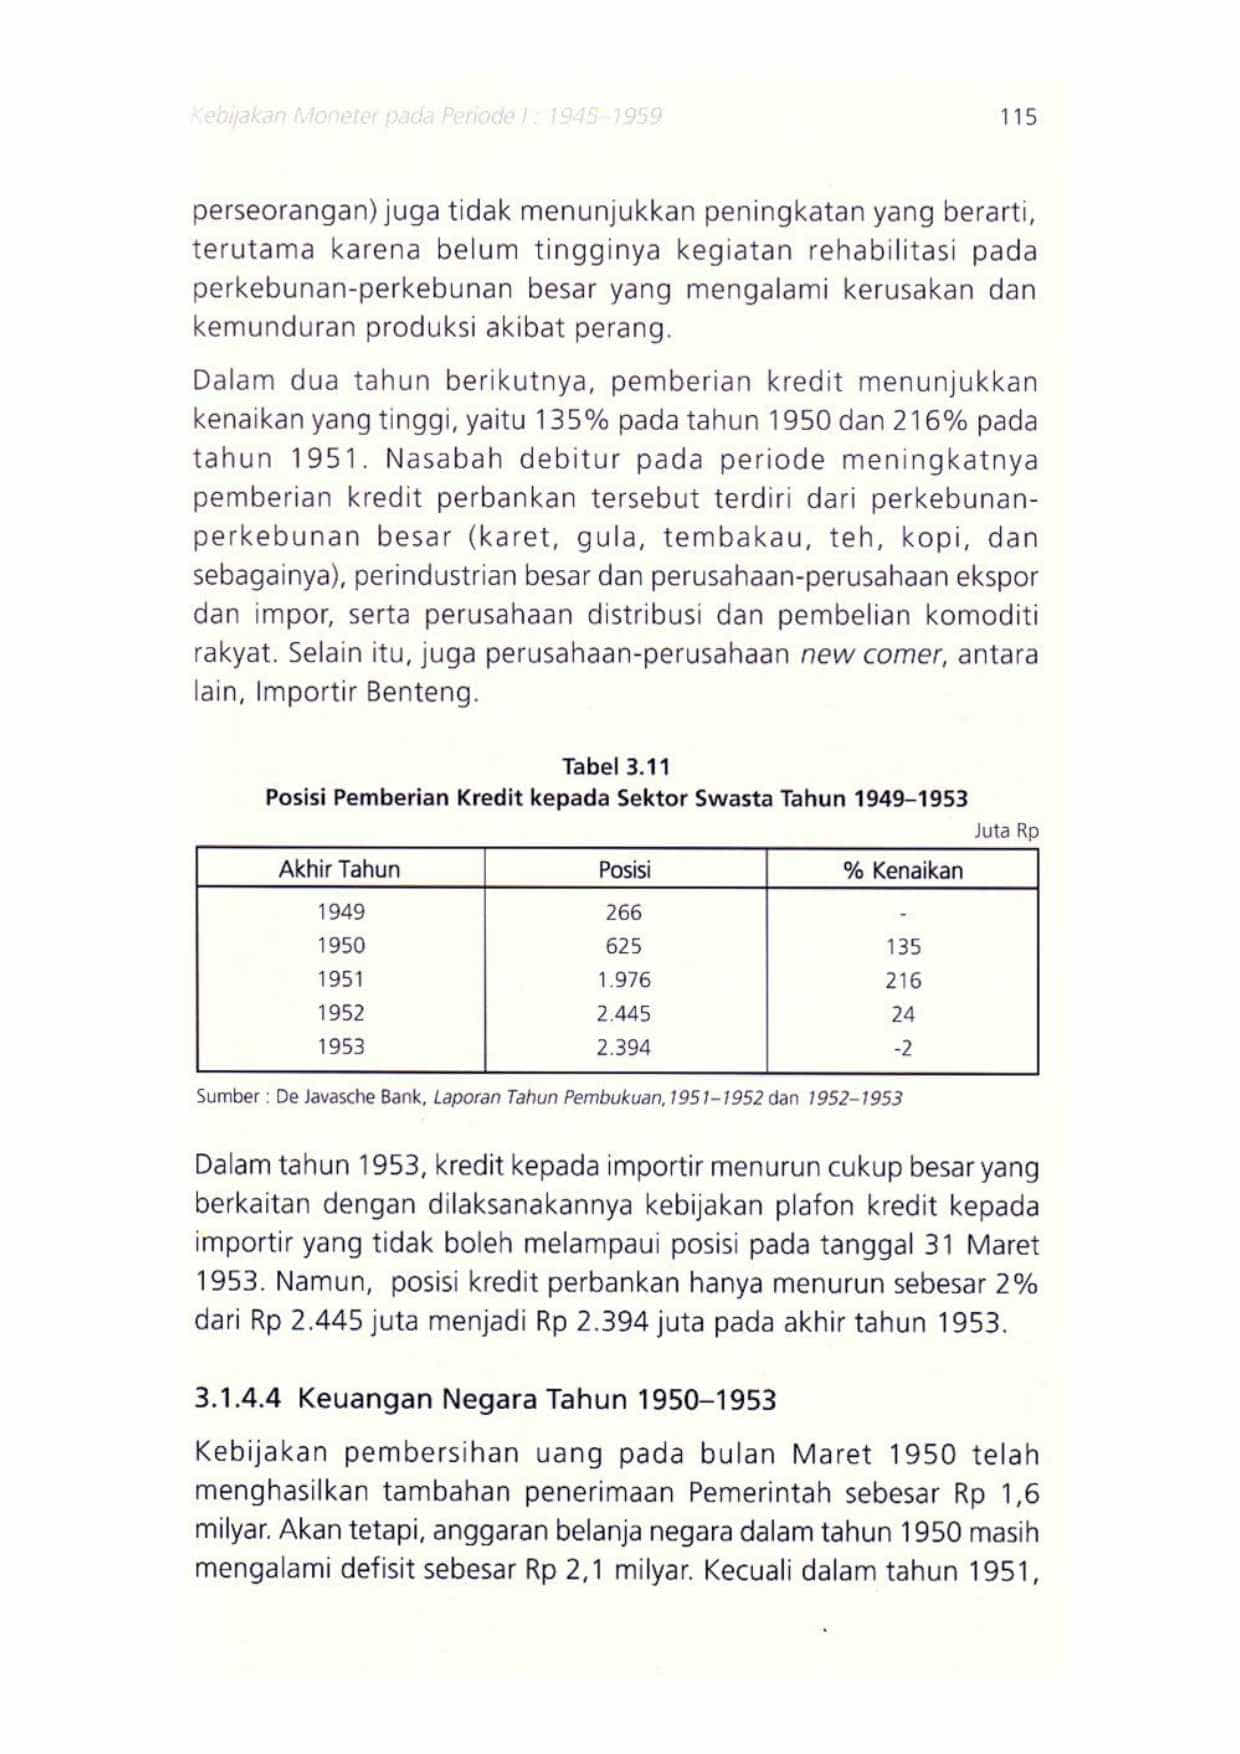 Kebijakan Moneter pada Periode I : 1945–1959 115
perseorangan) juga tidak menunjukkan peningkatan yang berarti,
terutama karena belum tingginya kegiatan rehabilitasi pada
perkebunan-perkebunan besar yang mengalami kerusakan dan
kemunduran produksi akibat perang.
Dalam dua tahun berikutnya, pemberian kredit menunjukkan
kenaikan yang tinggi, yaitu 135% pada tahun 1950 dan 216% pada
tahun 1951. Nasabah debitur pada periode meningkatnya
pemberian kredit perbankan tersebut terdiri dari perkebunan-
perkebunan besar (karet, gula, tembakau, teh, kopi, dan
sebagainya), perindustrian besar dan perusahaan-perusahaan ekspor
dan impor, serta perusahaan distribusi dan pembelian komoditi
rakyat. Selain itu, juga perusahaan-perusahaan new comer, antara
lain, Importir Benteng.
Tabel 3.11
Posisi Pemberian Kredit kepada Sektor Swasta Tahun 1949–1953
Juta Rp
Akhir Tahun Posisi % Kenaikan
1949 266 -
1950 625 135
1951 1.976 216
1952 2.445 24
1953 2.394 -2
Sumber : De Javasche Bank, Laporan Tahun Pembukuan, 1951–1952 dan 1952–1953
Dalam tahun 1953, kredit kepada importir menurun cukup besar yang
berkaitan dengan dilaksanakannya kebijakan plafon kredit kepada
importir yang tidak boleh melampaui posisi pada tanggal 31 Maret
1953. Namun, posisi kredit perbankan hanya menurun sebesar 2%
dari Rp 2.445 juta menjadi Rp 2.394 juta pada akhir tahun 1953.
3.1.4.4 Keuangan Negara Tahun 1950–1953
Kebijakan pembersihan uang pada bulan Maret 1950 telah
menghasilkan tambahan penerimaan Pemerintah sebesar Rp 1,6
milyar. Akan tetapi, anggaran belanja negara dalam tahun 1950 masih
mengalami defisit sebesar Rp 2,1 milyar. Kecuali dalam tahun 1951,